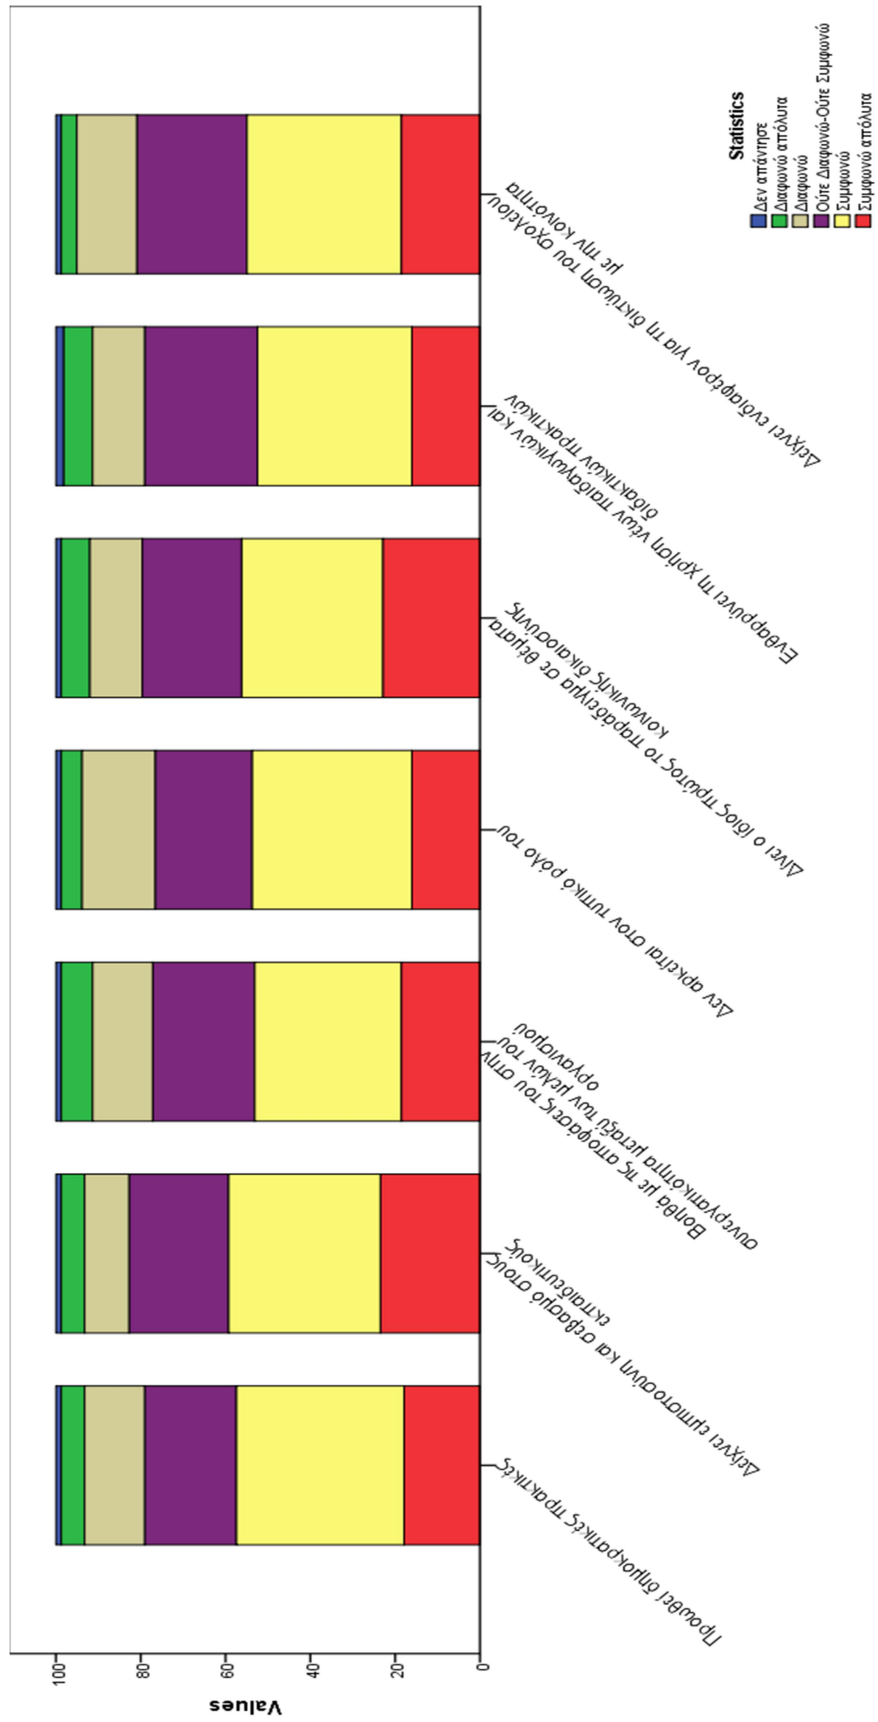 Values
100
80
60
40
20
0
Προωθεί δημοκρατικές πρακτικές
Δείχνει εμπιστοσύνη και σεβασμό στους
εκπαιδευτικούς
Βοηθά με τις αποφάσεις του στην
συνεργατικότητα μεταξύ των μελών του
οργανισμού
Δεν αρκείται στον τυπικό ρόλο του
Δίνει ο ίδιος πρώτος το παράδειγμα σε θέματα
κοινωνικής δικαιοσύνης
Ενθαρρύνει τη χρήση νέων παιδαγωγικών και
διδακτικών πρακτικών
Δείχνει ενδιαφέρον για τη δικτύωση του σχολείου
με την κοινότητα
Statistics
Δεν απάντησε
Διαφωνώ απόλυτα
Διαφωνώ
Ούτε Διαφωνώ-Ούτε Συμφωνώ
Συμφωνώ
Συμφωνώ απόλυτα